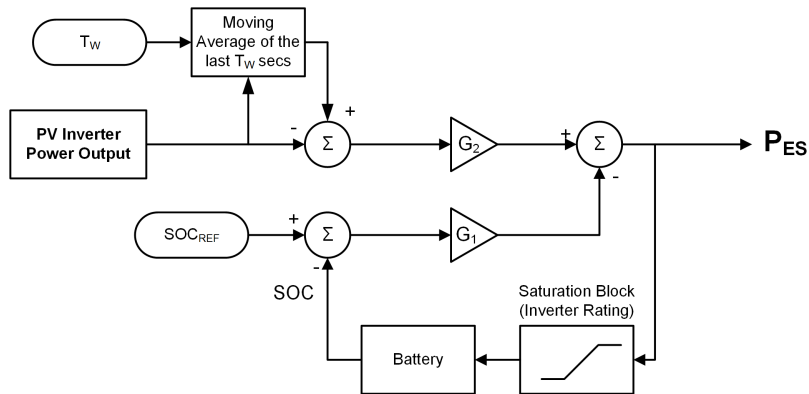 T_W
Moving
Average of the
last T_W secs
PV Inverter
Power Output
-
+
Σ
G_2
+
Σ
-
P_ES
SOC_REF
+
Σ
-
SOC
G_1
Saturation Block
(Inverter Rating)
Battery